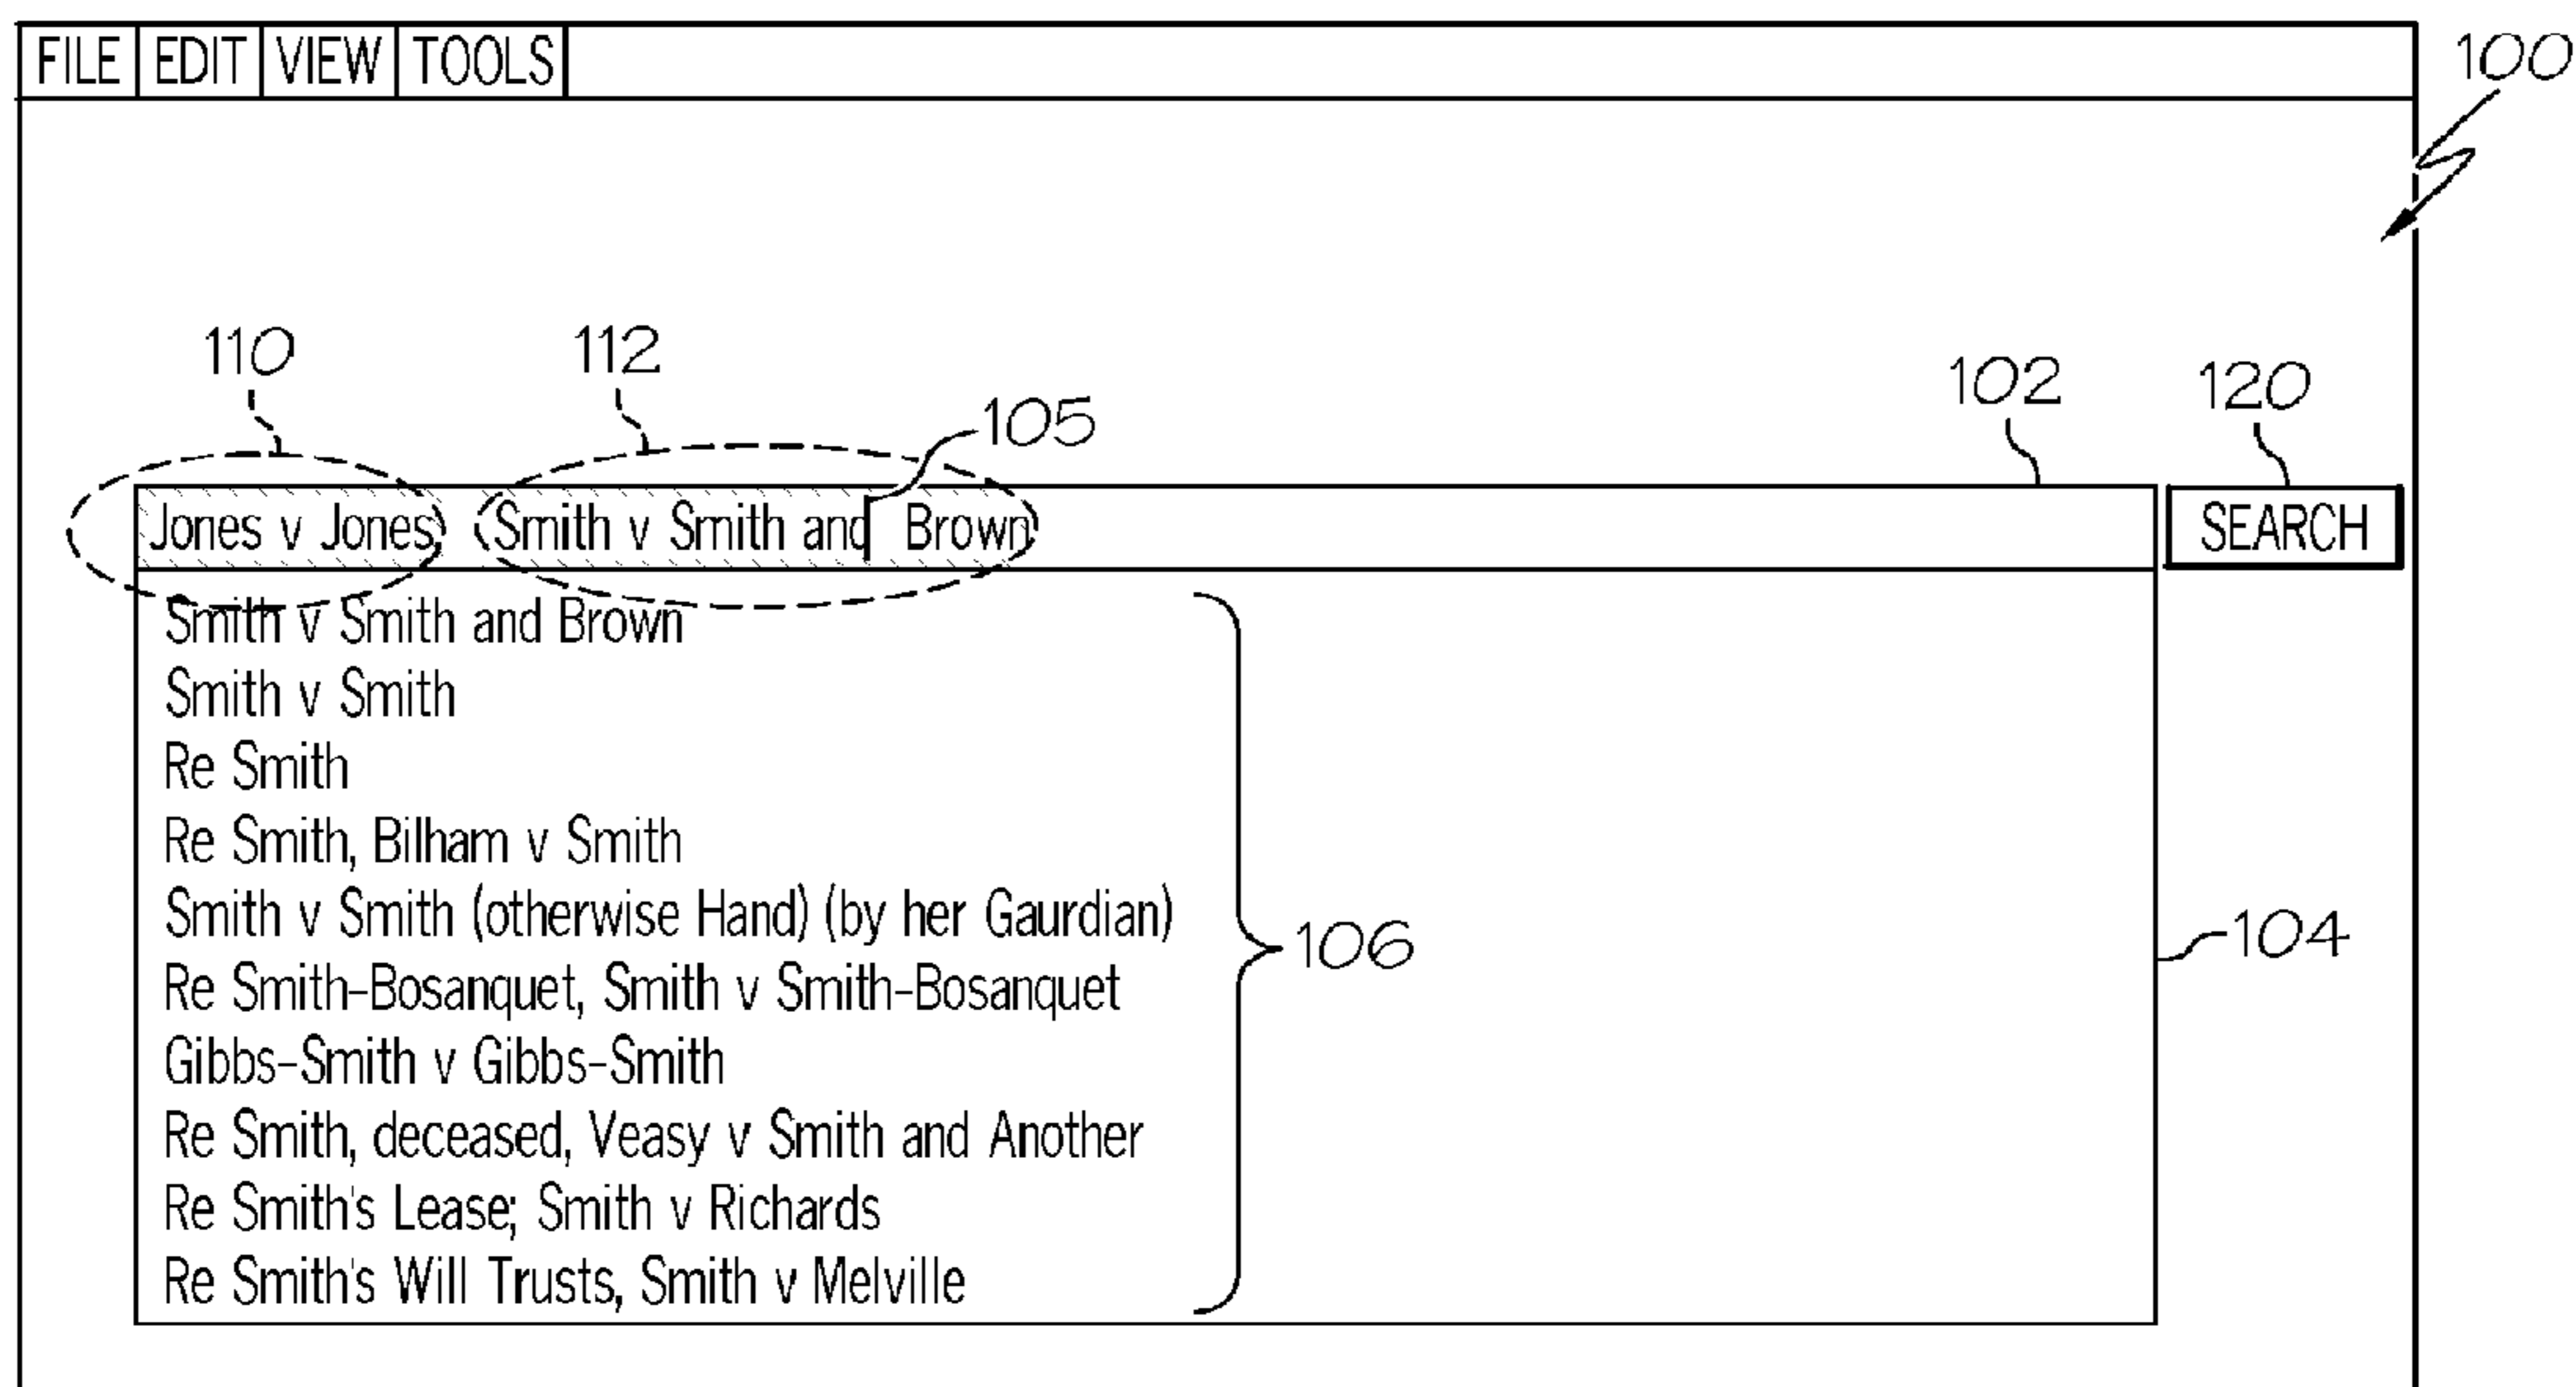 FILE EDIT VIEW TOOLS
100
110 112 105 102 120
Jones v Jones Smith v Smith and Brown SEARCH
Smith v Smith and Brown
Smith v Smith
Re Smith
Re Smith, Bilham v Smith
Smith v Smith (otherwise Hand) (by her Gaurdian)
106
104
Re Smith-Bosanquet, Smith v Smith-Bosanquet
Gibbs-Smith v Gibbs-Smith
Re Smith, deceased, Veasy v Smith and Another
Re Smith's Lease; Smith v Richards
Re Smith's Will Trusts, Smith v Melville